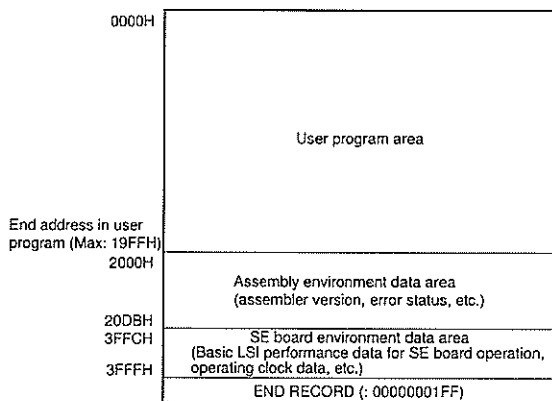 0000H
User program area
End address in user
program (Max: 19FFH)
2000H
Assembly environment data area
(assembler version, error status, etc.)
20DBH
3FFCH
SE board environment data area
(Basic LSI performance data for SE board operation,
operating clock data, etc.)
3FFFH
END RECORD (: 00000001FF)